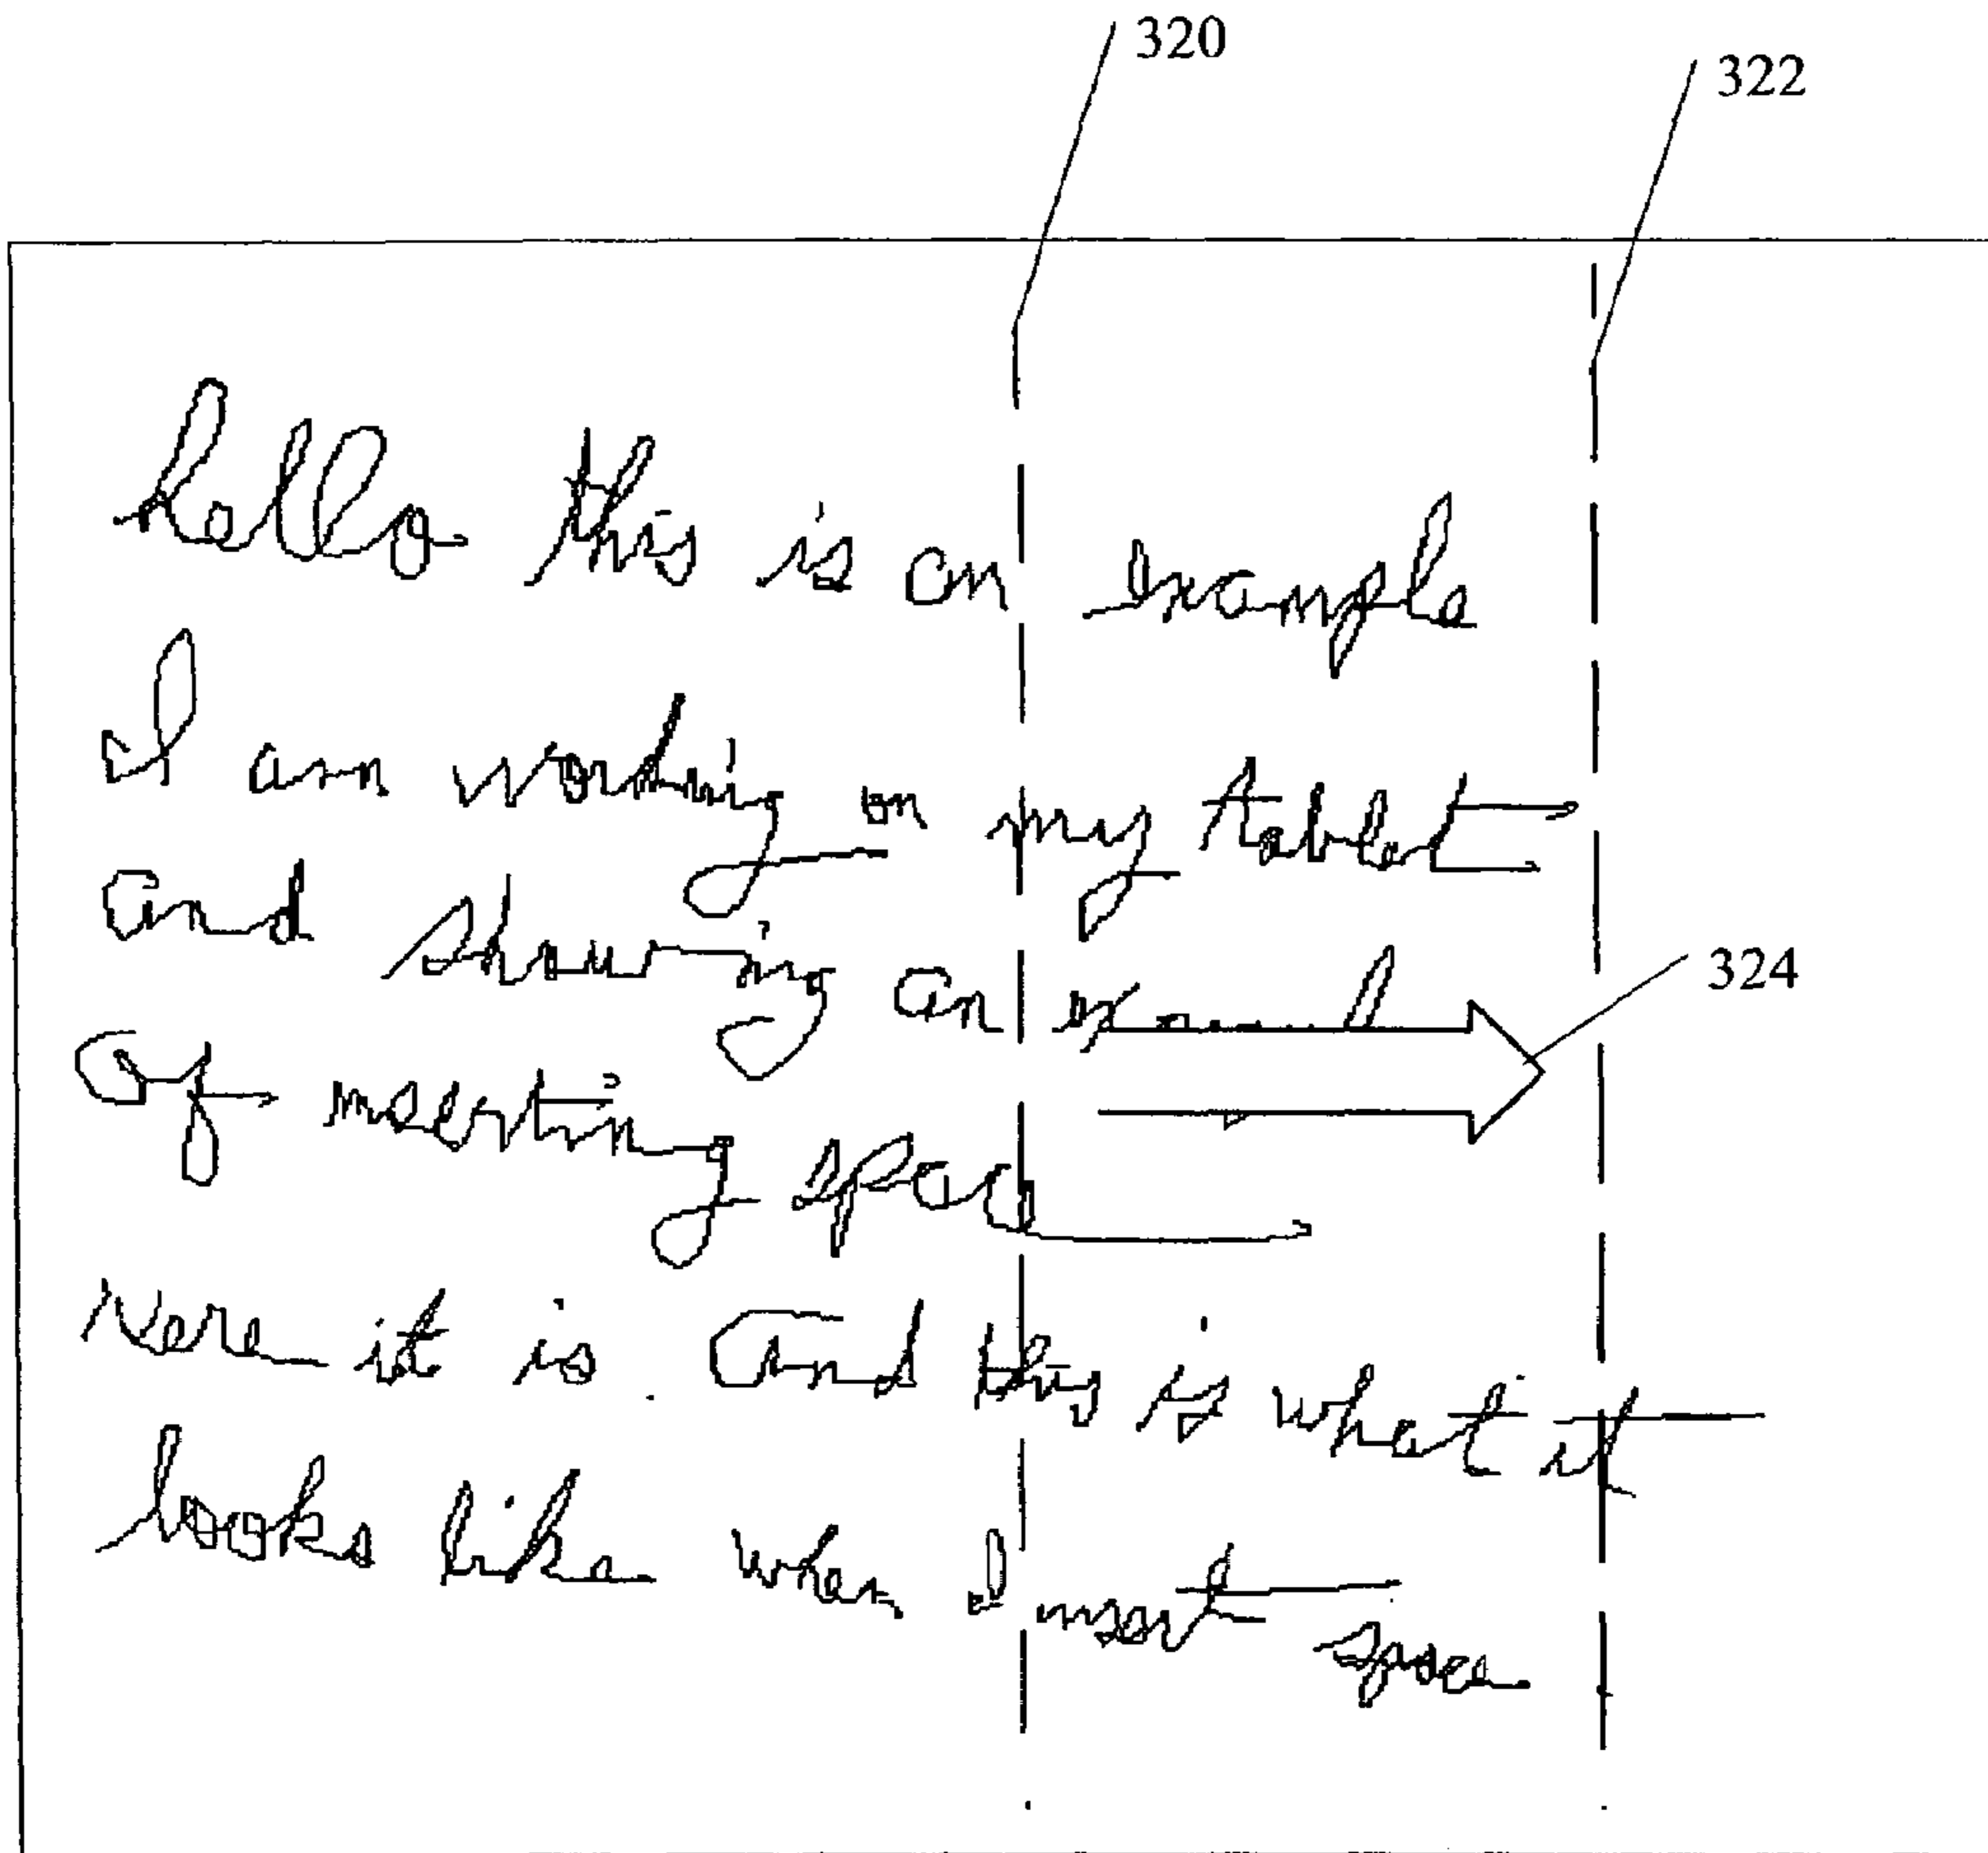 320
322
hello this is an example
I am working on my tablet
and showing an
324
of inserting space
Here it is. And this is what it
looks like when I insert space